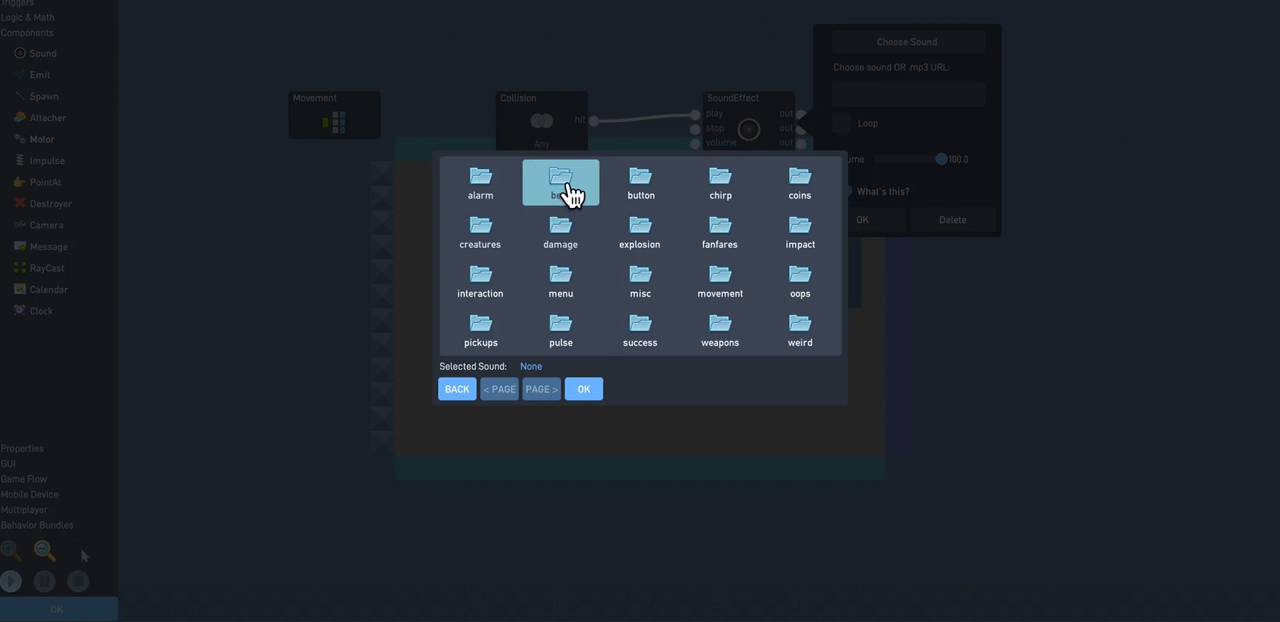 Triggers
Logic & Math
Components
Sound
Emit
Spawn
Attacher
Motor
Impulse
PointAt
Destroyer
Camera
Message
RayCast
Calendar
Clock
Properties
GUI
Game Flow
Mobile Device
Multiplayer
Behavior Bundles
OK
Movement
Collision
hit
Any
SoundEffect
play
out
stop
out
volume
out
Choose Sound
Choose sound OR .mp3 URL:
Loop
100.0
What's this?
OK
Delete
alarm
button
chirp
coins
creatures
damage
explosion
fanfares
impact
interaction
menu
misc
movement
oops
pickups
pulse
success
weapons
weird
Selected Sound: None
BACK
< PAGE
PAGE >
OK